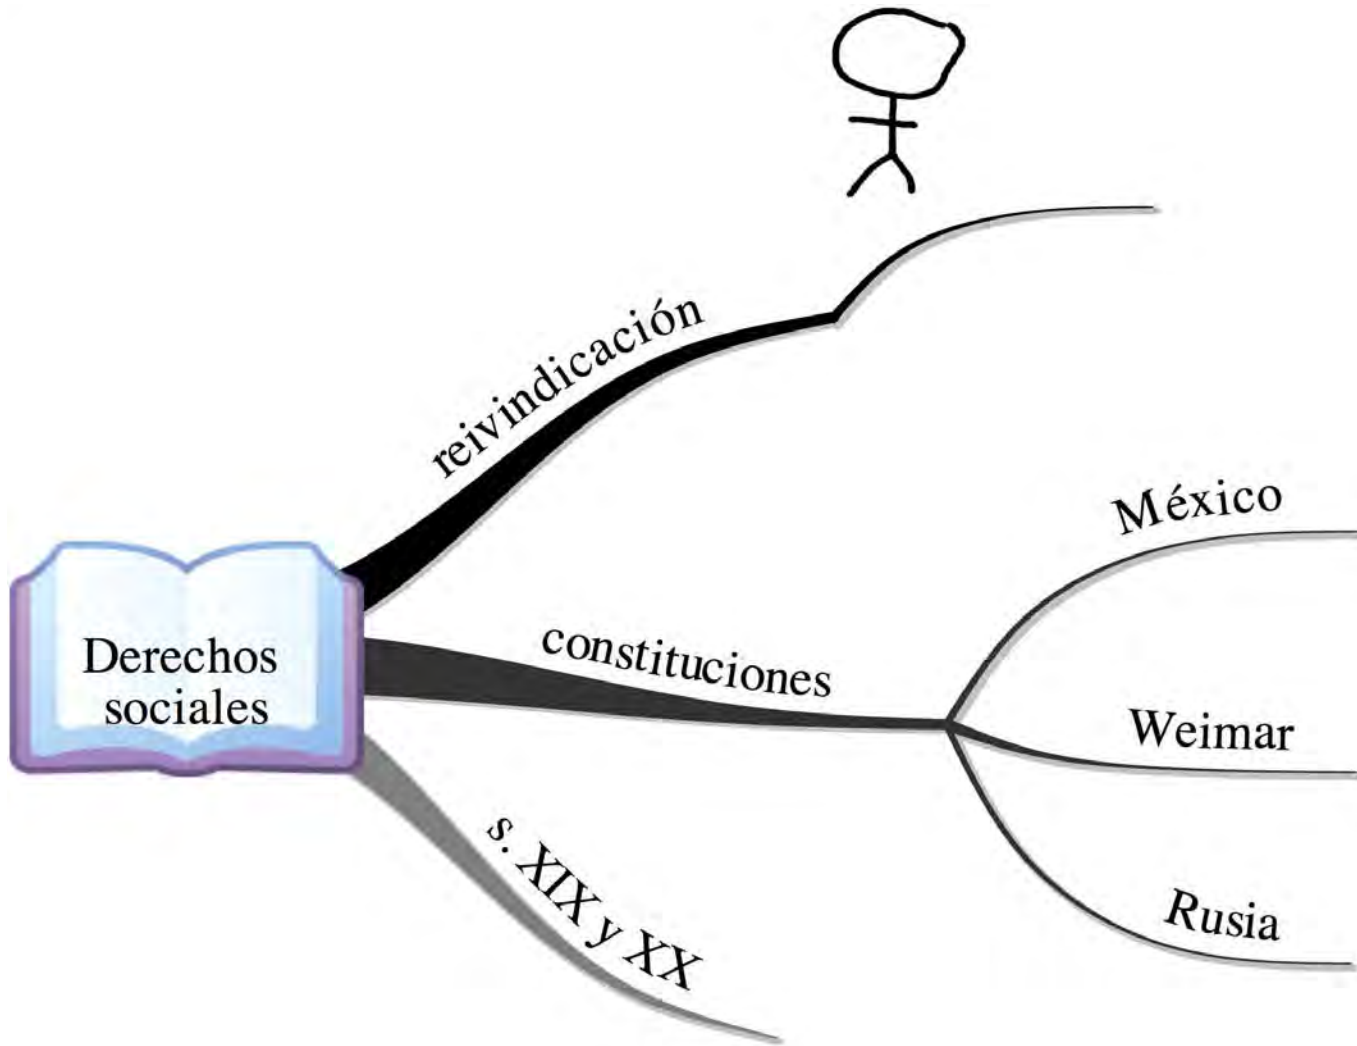 reivindicación
México
Derechos
sociales
constituciones
Weimar
s. XIX y XX
Rusia